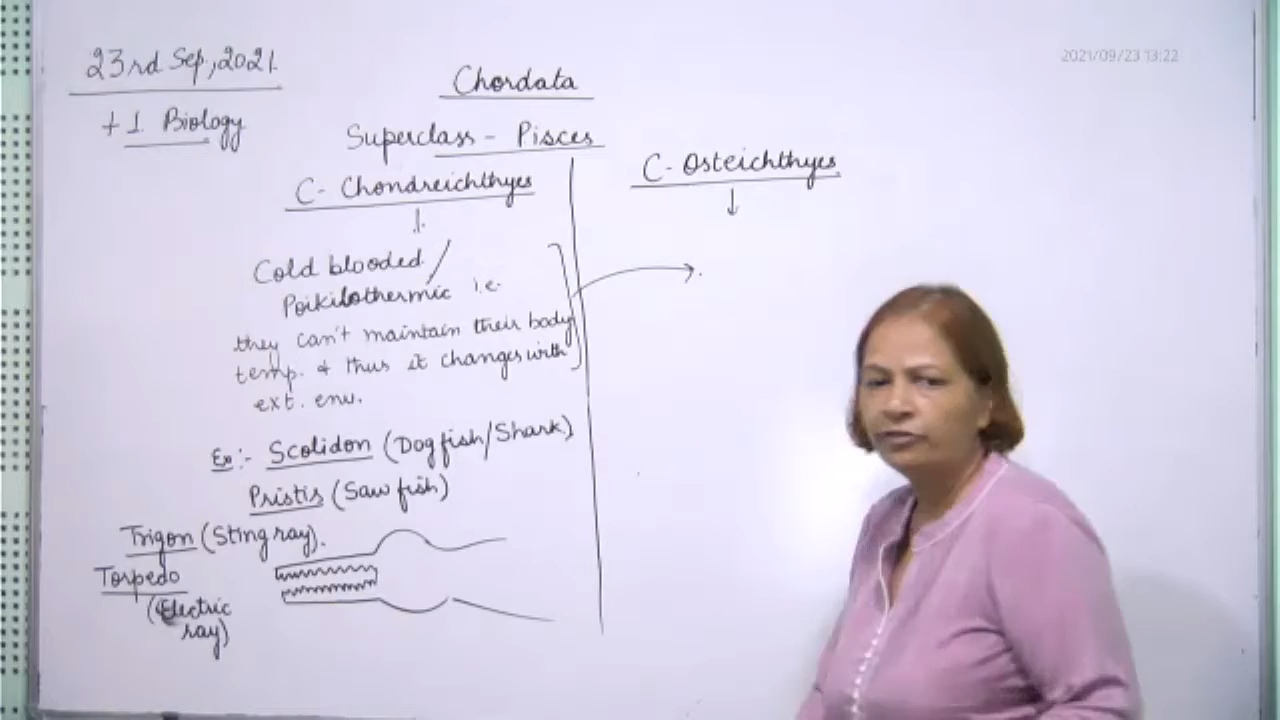 23rd Sep, 2021.
+1 Biology
2021/09/23 13:22
Chordata
Superclass - Pisces
C- Chondreichthyes
Cold blooded /
Poikilothermic i.e.
they can't maintain their body
temp. & thus it changes with
ext. env.
Ex:- Scolidon (Dog fish/Shark)
Pristis (Saw fish)
Trigon (Sting ray).
Torpedo
(Electric
ray)
C- Osteichthyes